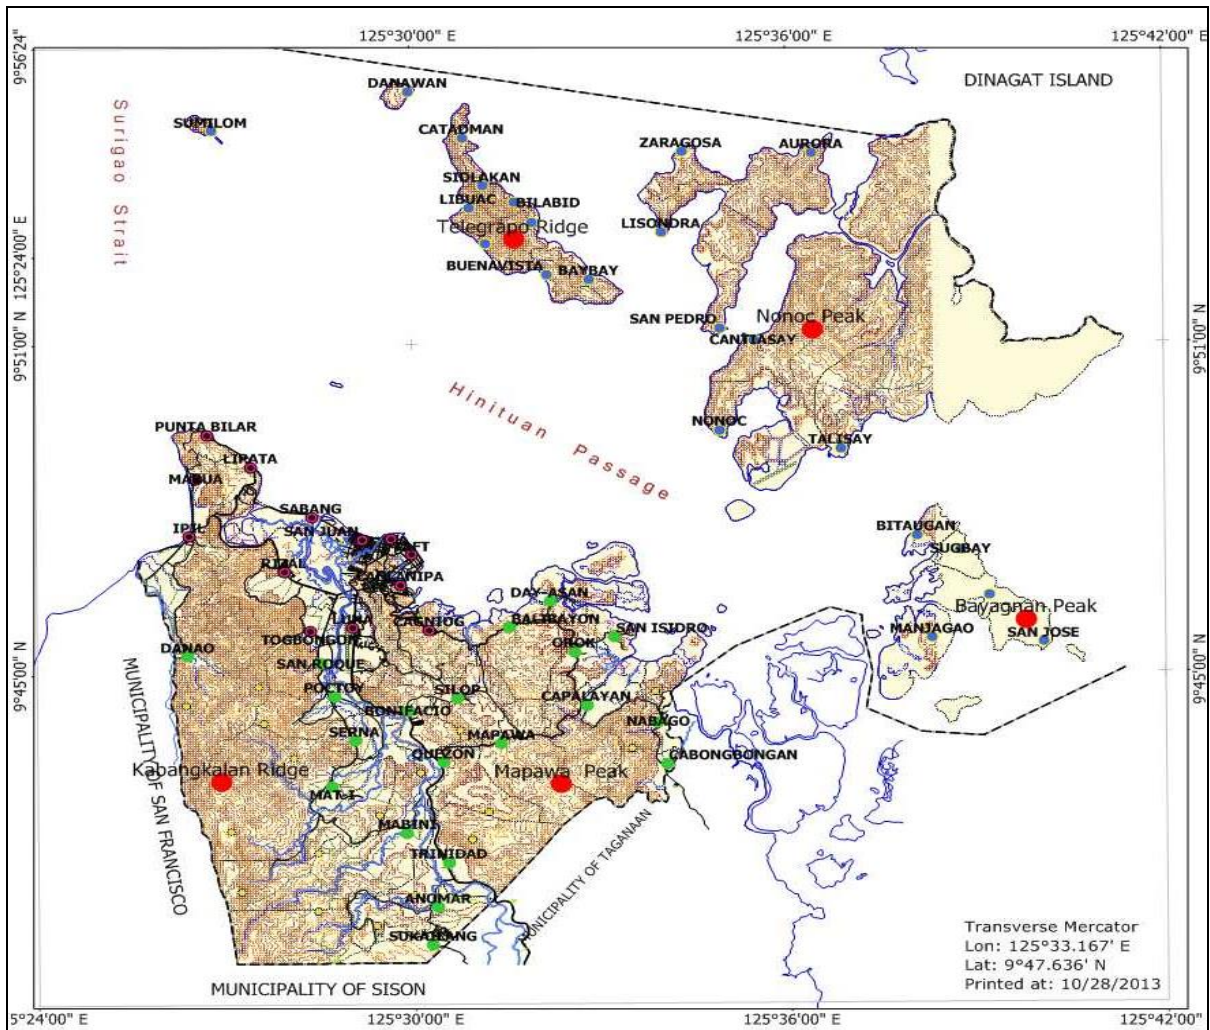 125°30'00" E
125°36'00" E
125°42'00" E
9°56'24"
DINAGAT ISLAND
DANAWAN
Surigao Strait
SUMILOM
CATADMAN
ZARAGOSA
AURORA
SIDLAKAN
LIBUAC
BILABID
Telegrapo Ridge
LISONDRA
125°24'00" E
BUENAVISTA
BAYBAY
SAN PEDRO
Nonoc Peak
CANTIASAY
9°51'00" N
9°51'00" N
Hinituan Passage
NONOC
TALISAY
PUNTA BILAR
LIPATA
MABUA
SABANG
IPIL
SAN JUAN
BITAUGAN
SUGBAY
RIZAL
DAY-ASAN
Bayagnan Peak
LUNA
CAGNIOG
BALIBAYON
SAN ISIDRO
MANJAGAO
SAN JOSE
TOGBONGON
OROK
DANAO
SAN ROQUE
9°45'00" N
9°45'00" N
POCTOY
SILOP
CAPALAYAN
BONIFACIO
NABAGO
SERNA
MAPAWA
QUEZON
CABONGBONGAN
Kabangkalan Ridge
Mapawa Peak
MAT-I
MUNICIPALITY OF SAN FRANCISCO
MABINI
TRINIDAD
MUNICIPALITY OF TAGANAAN
ANOMAR
SUKAILANG
MUNICIPALITY OF SISON
Transverse Mercator
Lon: 125°33.167' E
Lat: 9°47.636' N
Printed at: 10/28/2013
5°24'00" E
125°30'00" E
125°36'00" E
125°42'00" E